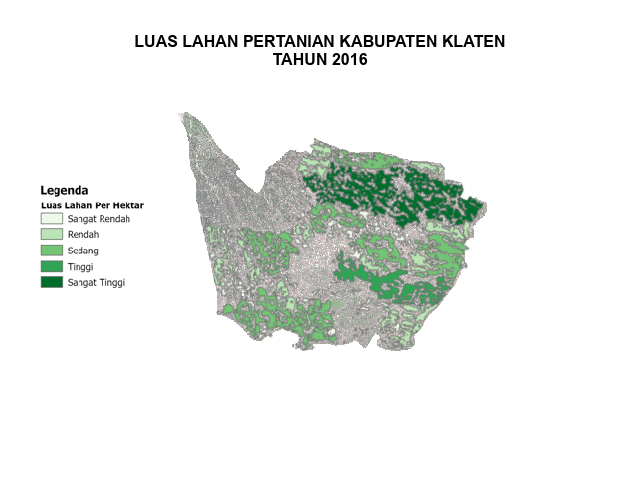 LUAS LAHAN PERTANIAN KABUPATEN KLATEN
TAHUN 2016
Legenda
Luas Lahan Per Hektar
Sangat Rendah
Rendah
Sedang
Tinggi
Sangat Tinggi